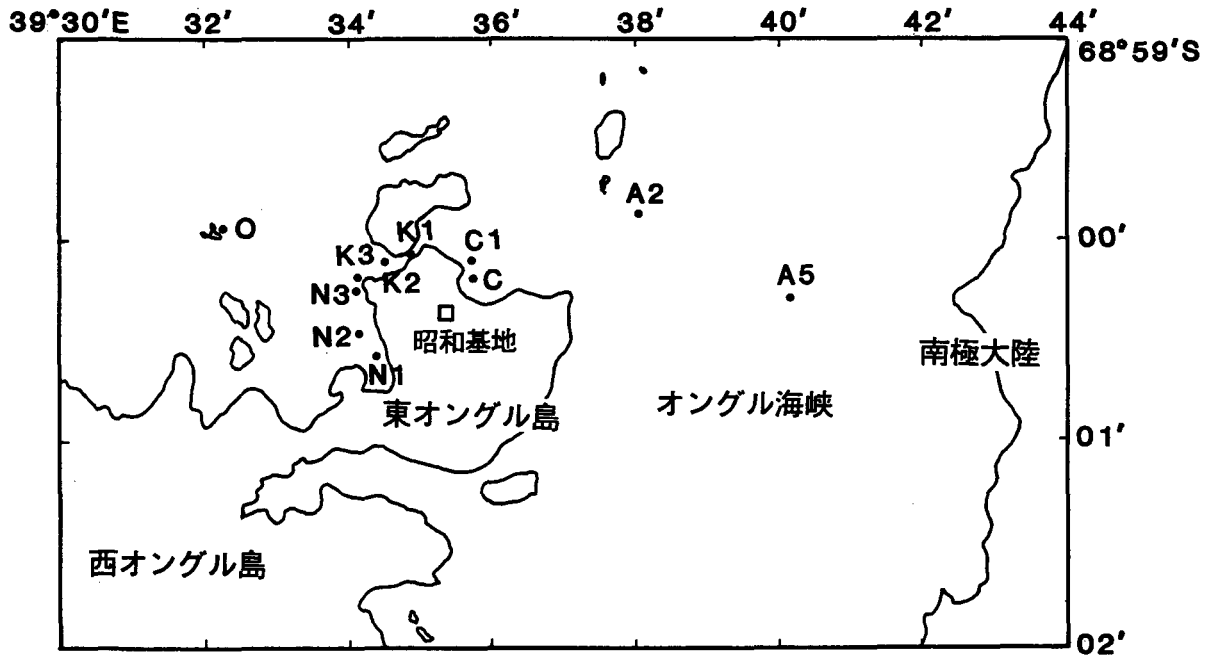 39°30′E 32′ 34′ 36′ 38′ 40′ 42′ 44′
68°59′S
A2
O
K1
C1
K3
00′
K2
C
A5
N3
昭和基地
N2
南極大陸
N1
東オングル島
オングル海峡
01′
西オングル島
02′